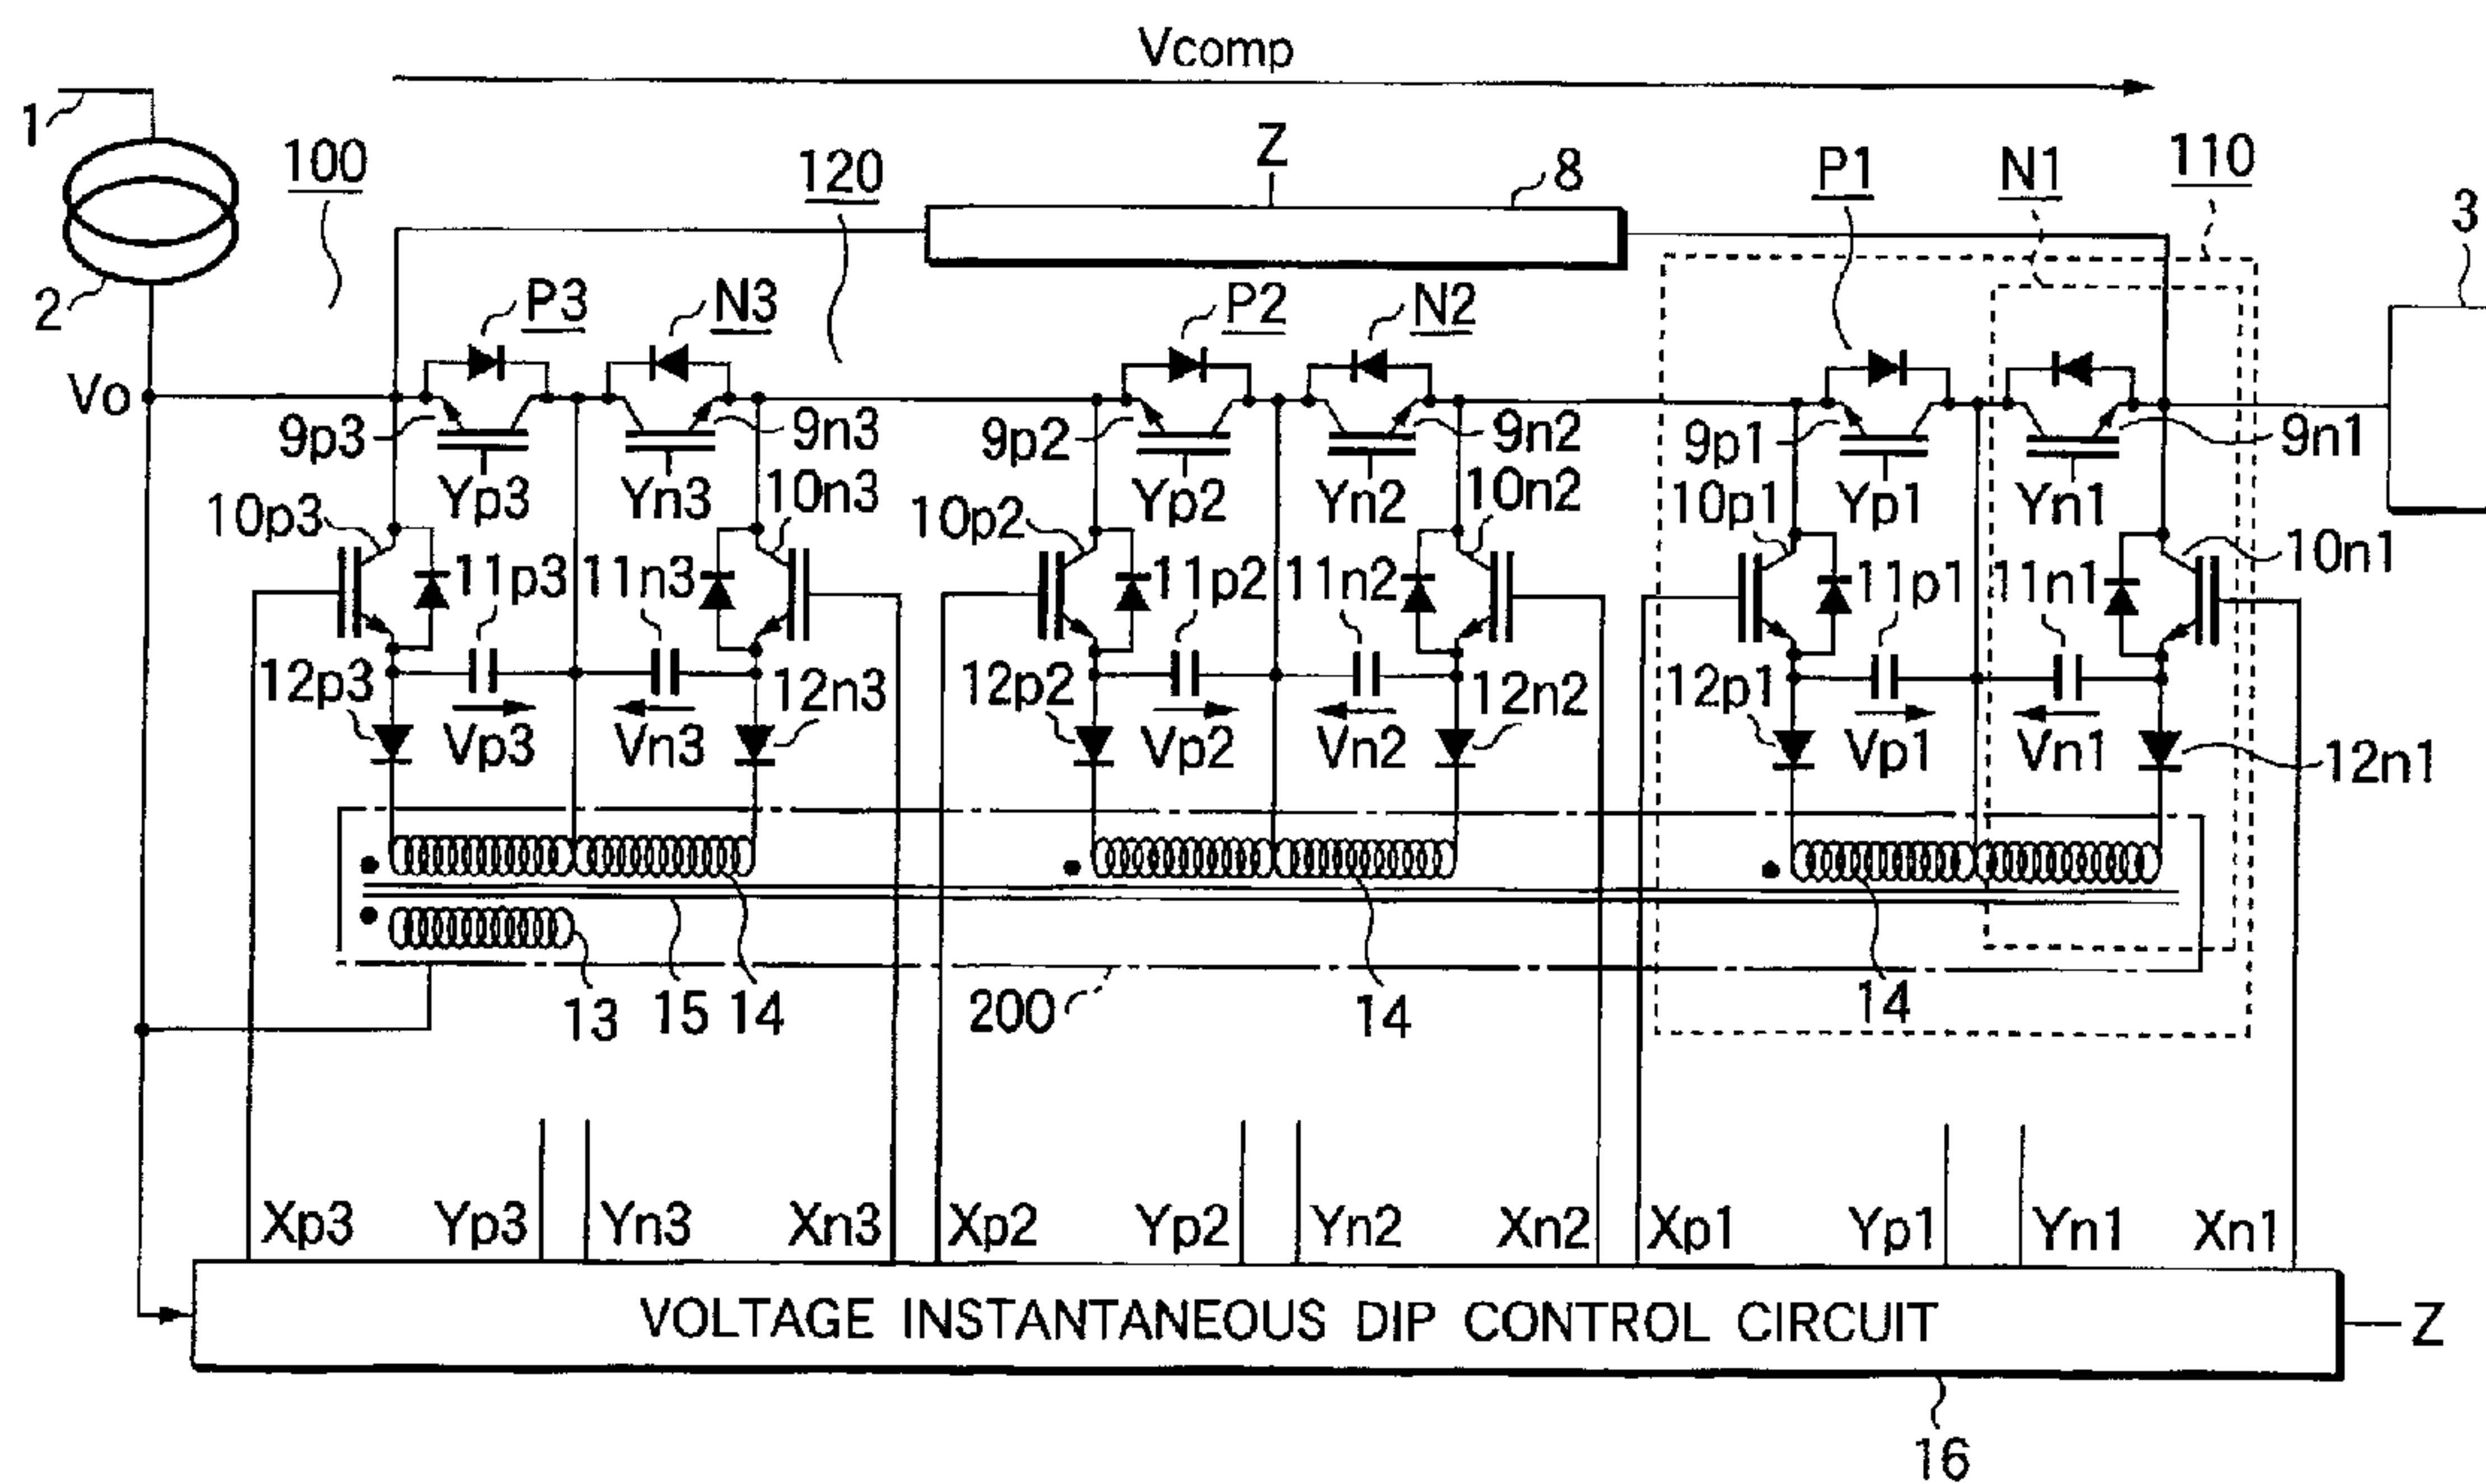 Vcomp
1
100
120
Z
8
P1
N1
110
3
2
P3
N3
P2
N2
Vo
9p3
9n3
9p2
9n2
9p1
9n1
Yp3
Yn3
Yp2
Yn2
Yp1
Yn1
10p3
10n3
10p2
10n2
10p1
10n1
11p3
11n3
11p2
11n2
11p1
11n1
12p3
12n3
12p2
12n2
12p1
12n1
Vp3
Vn3
Vp2
Vn2
Vp1
Vn1
13
15
14
200
14
14
Xp3
Yp3
Yn3
Xn3
Xp2
Yp2
Yn2
Xn2
Xp1
Yp1
Yn1
Xn1
VOLTAGE INSTANTANEOUS DIP CONTROL CIRCUIT
Z
16